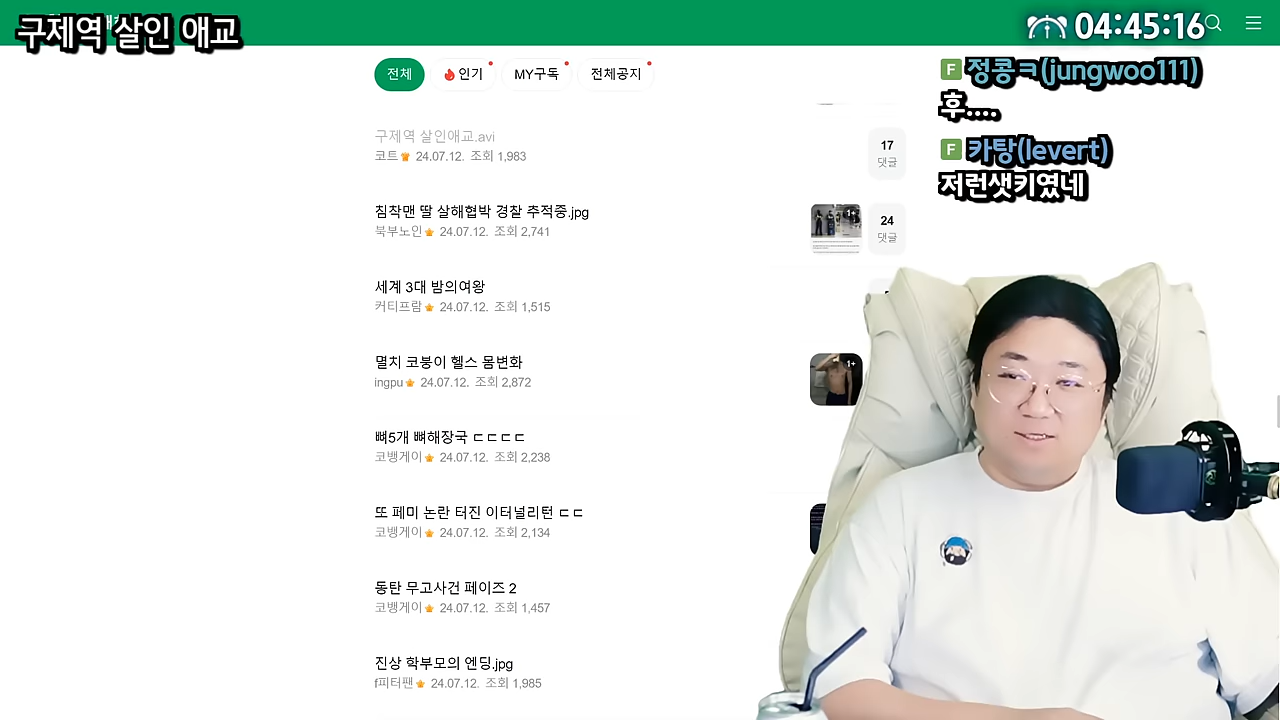 구제역 살인 애교
04:45:16
전체
인기
MY구독
전체공지
F 정콩ㅋ(jungwoo111)
후....
F 카탕(levert)
저런샛키였네
구제역 살인애교.avi
코트 24.07.12. 조회 1,983
17
댓글
침착맨 딸 살해협박 경찰 추적중.jpg
북부노인 24.07.12. 조회 2,741
1+
24
댓글
세계 3대 밤의여왕
커티프람 24.07.12. 조회 1,515
멸치 코붕이 헬스 몸변화
ingpu 24.07.12. 조회 2,872
1+
뼈5개 뼈해장국 ㄷㄷㄷㄷ
코뱅게이 24.07.12. 조회 2,238
또 페미 논란 터진 이터널리턴 ㄷㄷ
코뱅게이 24.07.12. 조회 2,134
동탄 무고사건 페이즈 2
코뱅게이 24.07.12. 조회 1,457
진상 학부모의 엔딩.jpg
f피터팬 24.07.12. 조회 1,985